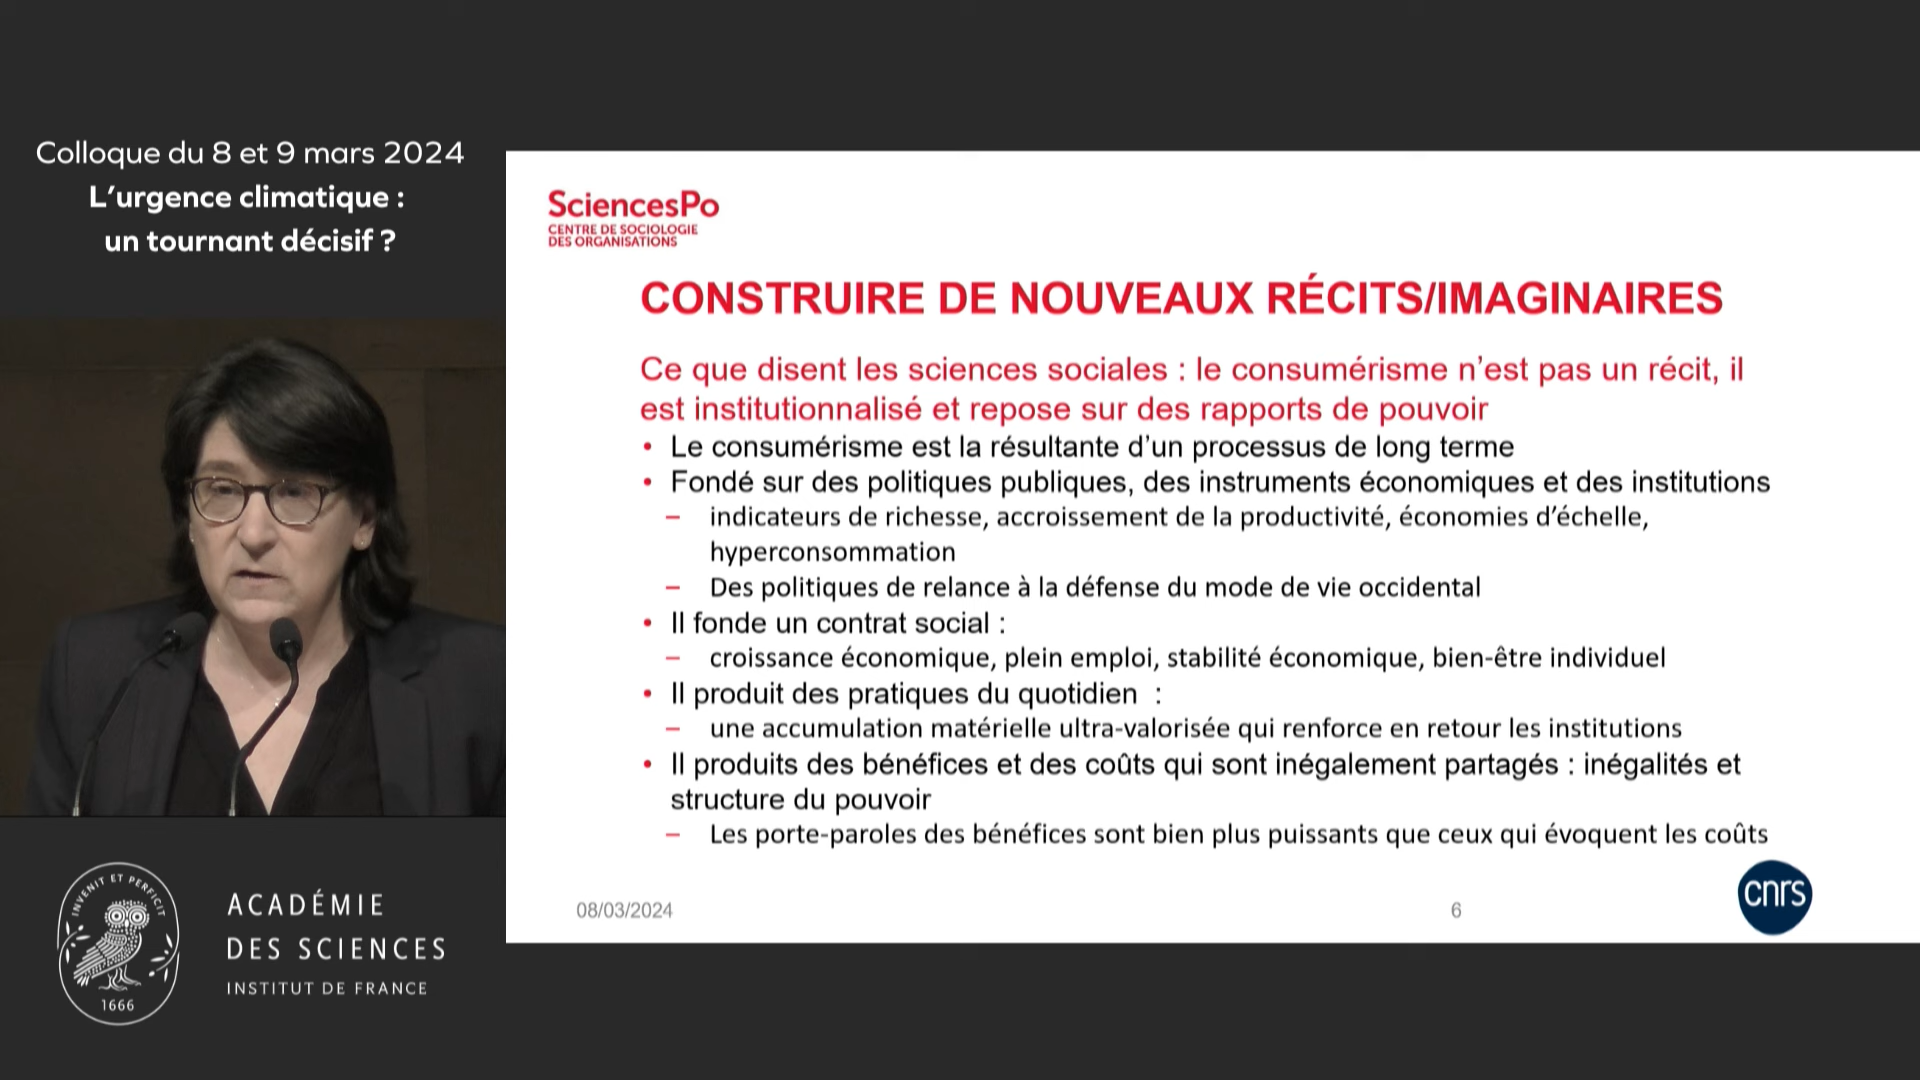 Colloque du 8 et 9 mars 2024
L'urgence climatique :
un tournant décisif ?
SciencesPo
CENTRE DE SOCIOLOGIE
DES ORGANISATIONS
CONSTRUIRE DE NOUVEAUX RÉCITS/IMAGINAIRES
Ce que disent les sciences sociales : le consumérisme n'est pas un récit, il
est institutionnalisé et repose sur des rapports de pouvoir
• Le consumérisme est la résultante d'un processus de long terme
• Fondé sur des politiques publiques, des instruments économiques et des institutions
– indicateurs de richesse, accroissement de la productivité, économies d'échelle,
hyperconsommation
– Des politiques de relance à la défense du mode de vie occidental
• Il fonde un contrat social :
– croissance économique, plein emploi, stabilité économique, bien-être individuel
• Il produit des pratiques du quotidien :
– une accumulation matérielle ultra-valorisée qui renforce en retour les institutions
• Il produits des bénéfices et des coûts qui sont inégalement partagés : inégalités et
structure du pouvoir
– Les porte-paroles des bénéfices sont bien plus puissants que ceux qui évoquent les coûts
08/03/2024
6
cnrs
INVENIT ET PERFICIT
1666
ACADÉMIE
DES SCIENCES
INSTITUT DE FRANCE